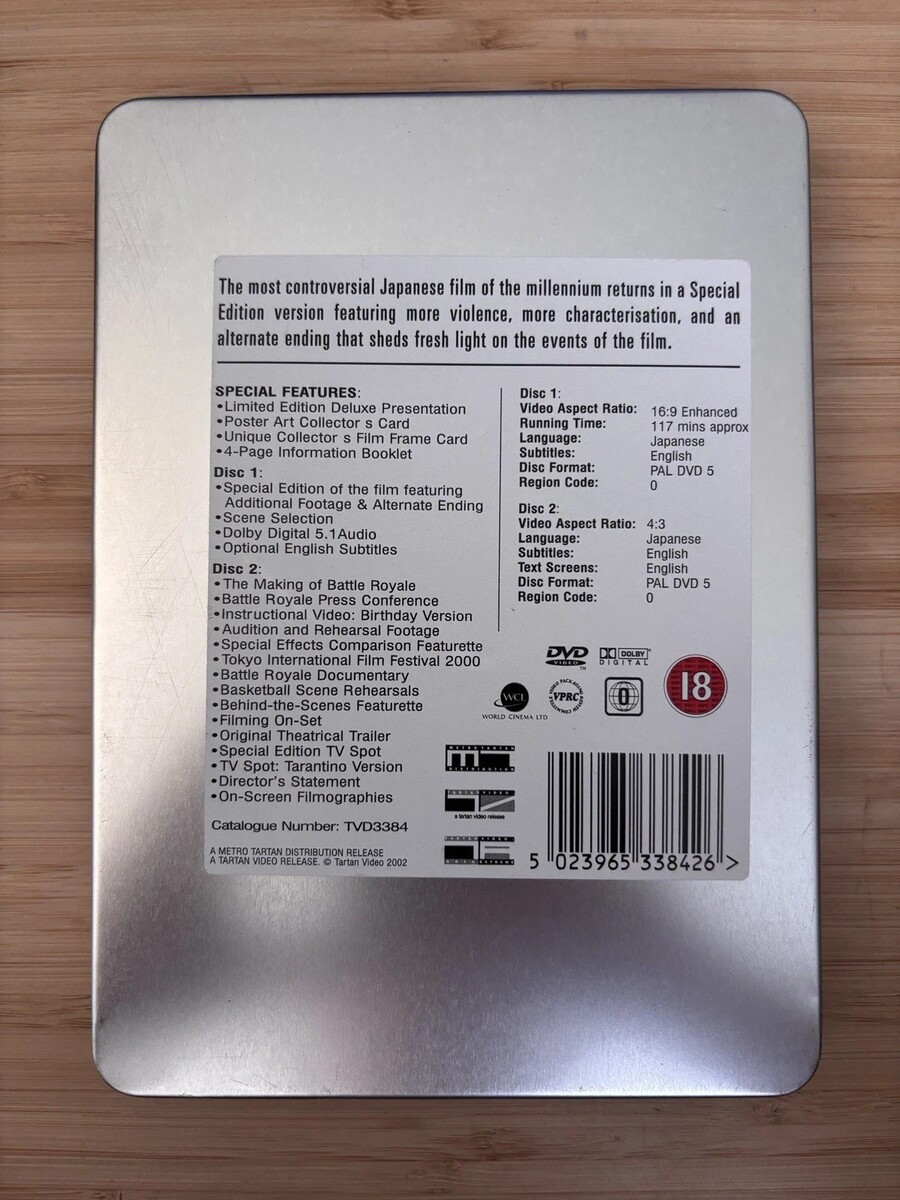 The most controversial Japanese film of the millennium returns in a Special
Edition version featuring more violence, more characterisation, and an
alternate ending that sheds fresh light on the events of the film.
SPECIAL FEATURES:
•Limited Edition Deluxe Presentation
•Poster Art Collector s Card
•Unique Collector s Film Frame Card
•4-Page Information Booklet
Disc 1:
•Special Edition of the film featuring
Additional Footage & Alternate Ending
•Scene Selection
•Dolby Digital 5.1Audio
•Optional English Subtitles
Disc 2:
•The Making of Battle Royale
•Battle Royale Press Conference
•Instructional Video: Birthday Version
•Audition and Rehearsal Footage
•Special Effects Comparison Featurette
•Tokyo International Film Festival 2000
•Battle Royale Documentary
•Basketball Scene Rehearsals
•Behind-the-Scenes Featurette
•Filming On-Set
•Original Theatrical Trailer
•Special Edition TV Spot
•TV Spot: Tarantino Version
•Director's Statement
•On-Screen Filmographies
Catalogue Number: TVD3384
A METRO TARTAN DISTRIBUTION RELEASE
A TARTAN VIDEO RELEASE. © Tartan Video 2002
Disc 1:
Video Aspect Ratio: 16:9 Enhanced
Running Time: 117 mins approx
Language: Japanese
Subtitles: English
Disc Format: PAL DVD 5
Region Code: 0
Disc 2:
Video Aspect Ratio: 4:3
Language: Japanese
Subtitles: English
Text Screens: English
Disc Format: PAL DVD 5
Region Code: 0
DVD
VIDEO
TM
DOLBY
DIGITAL
WCL
WORLD CINEMA LTD
VPRC
0
18
METRO TARTAN
DISTRIBUTION
TARTAN VIDEO
a tartan video release
TARTAN VIDEO
5 023965 338426 >